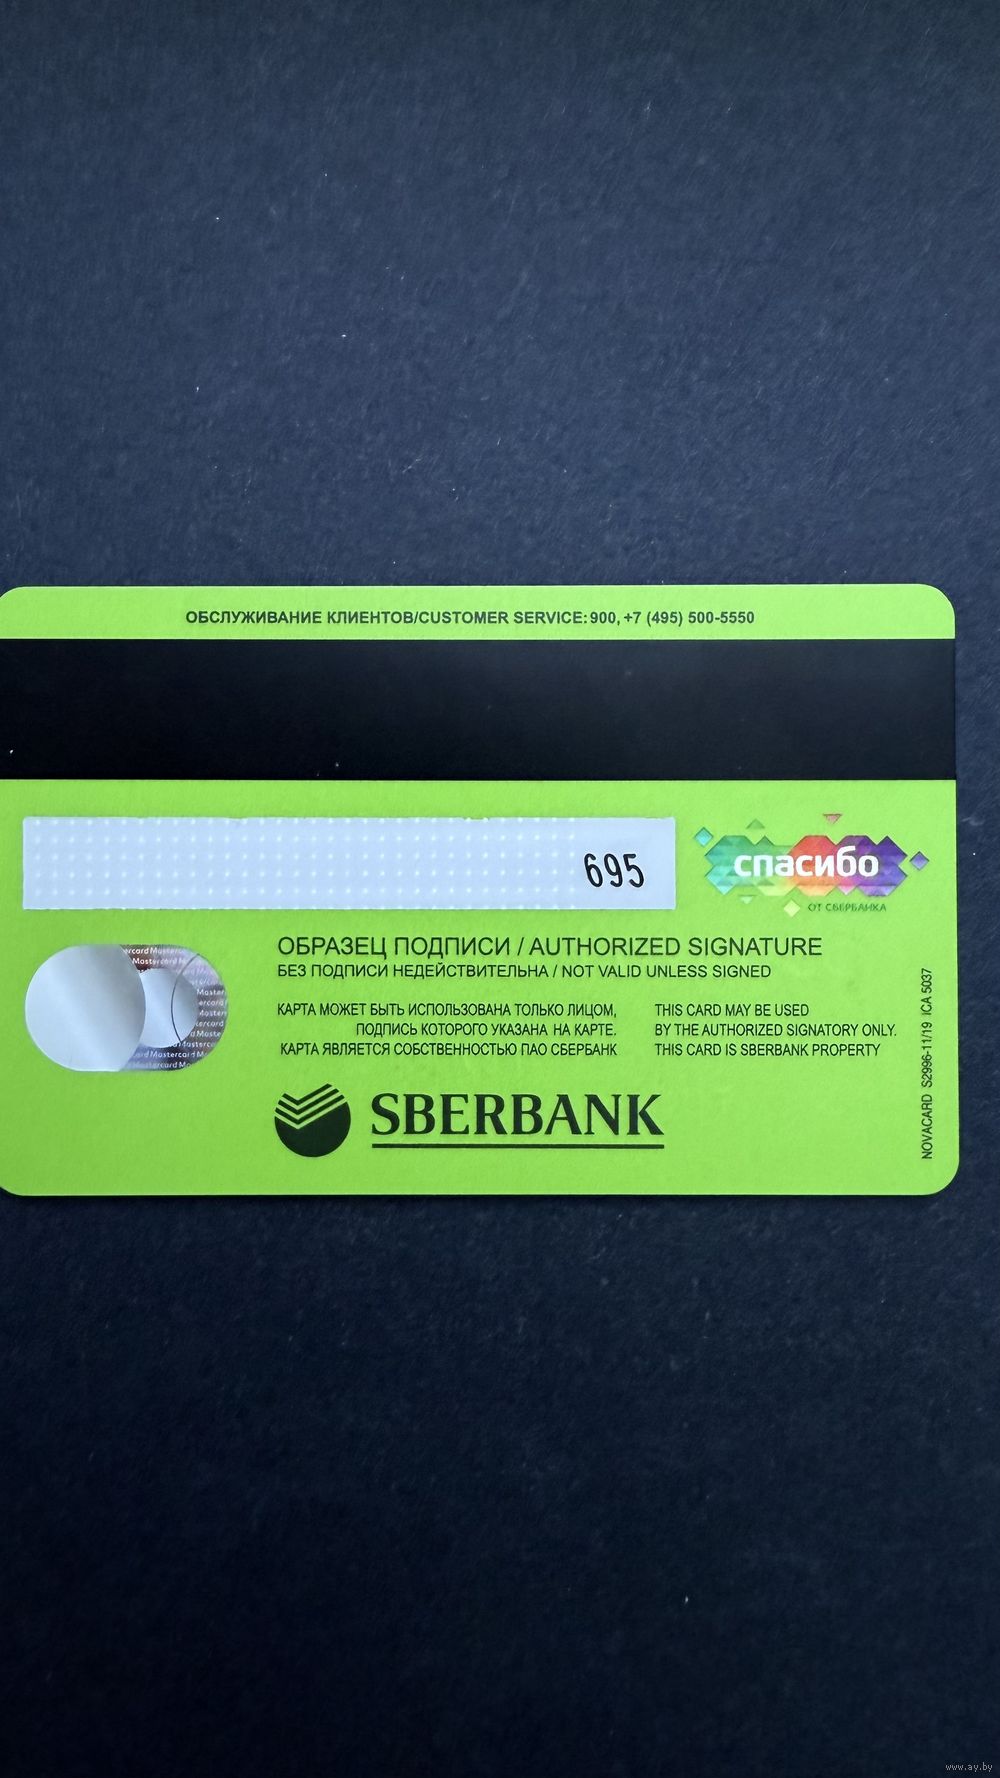 ОБСЛУЖИВАНИЕ КЛИЕНТОВ/CUSTOMER SERVICE: 900, +7 (495) 500-5550
695
спасибо
ОТ СБЕРБАНКА
ОБРАЗЕЦ ПОДПИСИ / AUTHORIZED SIGNATURE
БЕЗ ПОДПИСИ НЕДЕЙСТВИТЕЛЬНА / NOT VALID UNLESS SIGNED
КАРТА МОЖЕТ БЫТЬ ИСПОЛЬЗОВАНА ТОЛЬКО ЛИЦОМ,
ПОДПИСЬ КОТОРОГО УКАЗАНА НА КАРТЕ.
КАРТА ЯВЛЯЕТСЯ СОБСТВЕННОСТЬЮ ПАО СБЕРБАНК
THIS CARD MAY BE USED
BY THE AUTHORIZED SIGNATORY ONLY.
THIS CARD IS SBERBANK PROPERTY
SBERBANK
NOVACARD S2996-11/19 ICA 5037
www.ay.by